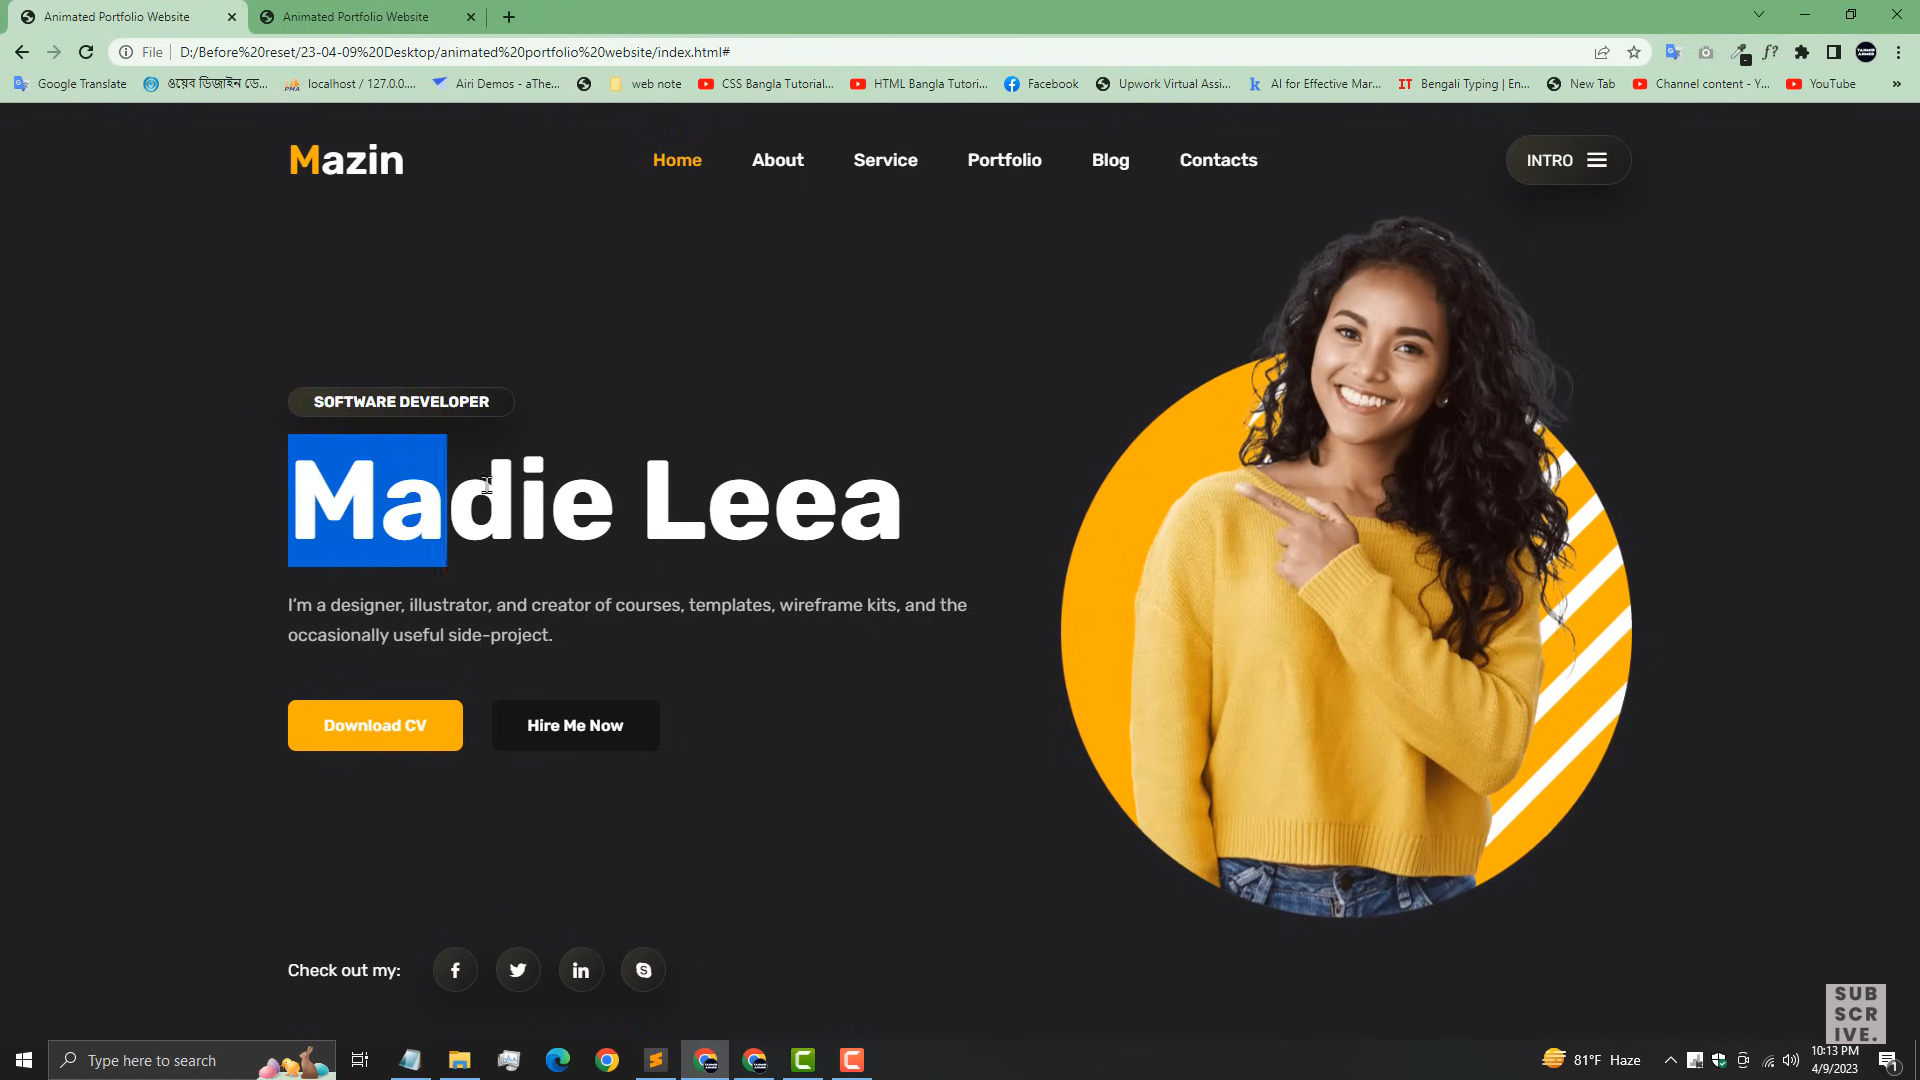 Animated Portfolio Website
Animated Portfolio Website
File
D:/Before%20reset/23-04-09%20Desktop/animated%20portfolio%20website/index.html#
Google Translate
ওয়েব ডিজাইন ডে...
localhost / 127.0.0....
Airi Demos - aThe...
web note
CSS Bangla Tutorial...
HTML Bangla Tutori...
Facebook
Upwork Virtual Assi...
AI for Effective Mar...
Bengali Typing | En...
New Tab
Channel content - Y...
YouTube
Mazin
Home
About
Service
Portfolio
Blog
Contacts
INTRO
SOFTWARE DEVELOPER
Madie Leea
I'm a designer, illustrator, and creator of courses, templates, wireframe kits, and the
occasionally useful side-project.
Download CV
Hire Me Now
Check out my:
SUB
SCR
IVE.
Type here to search
81°F Haze
10:13 PM
4/9/2023